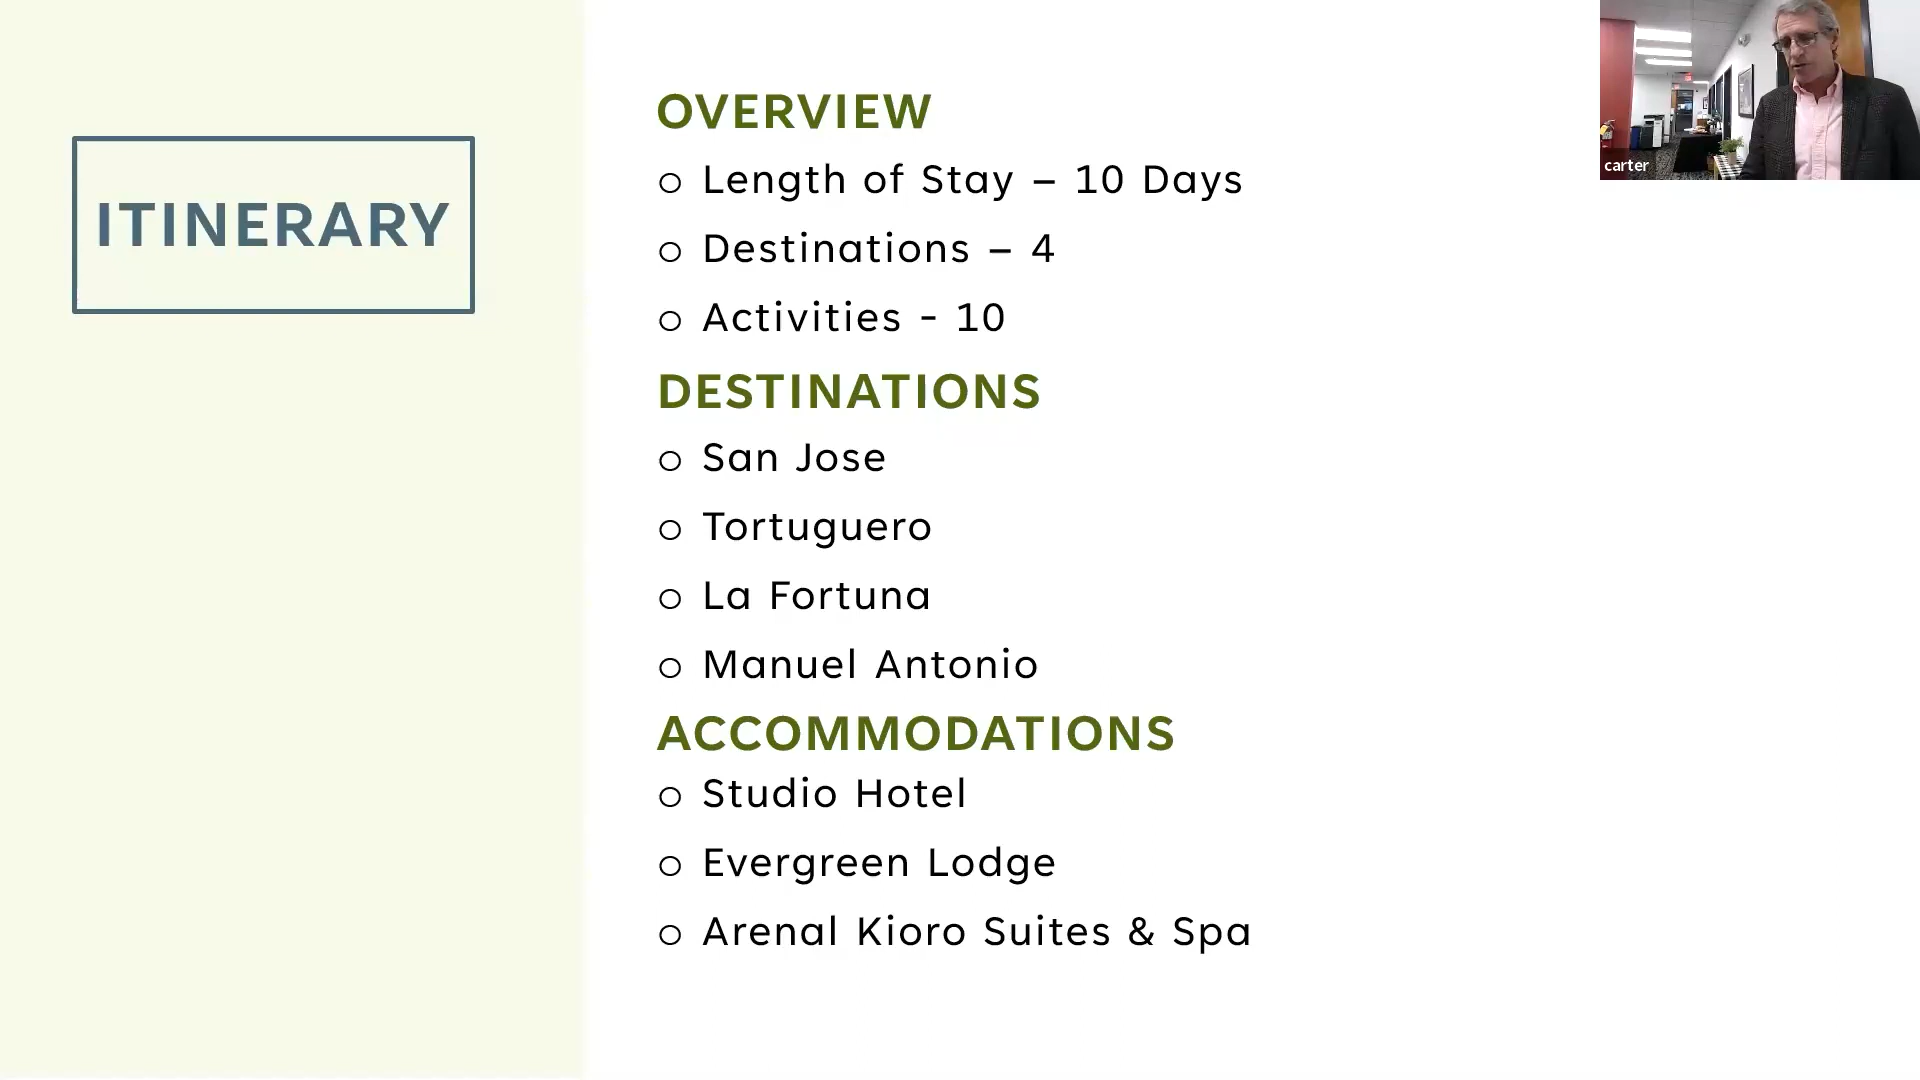 ITINERARY
OVERVIEW
o Length of Stay – 10 Days
o Destinations – 4
o Activities - 10
DESTINATIONS
o San Jose
o Tortuguero
o La Fortuna
o Manuel Antonio
ACCOMMODATIONS
o Studio Hotel
o Evergreen Lodge
o Arenal Kioro Suites & Spa
carter